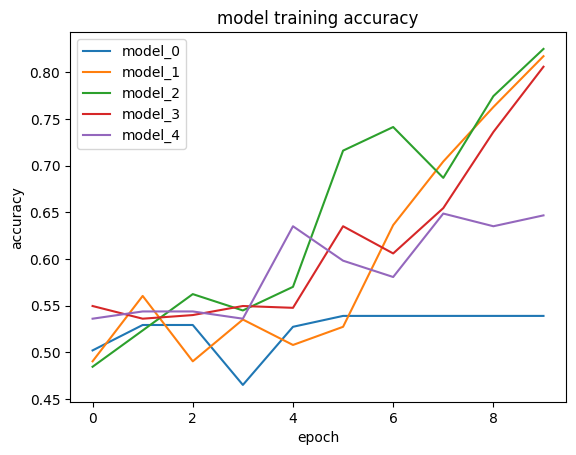 model training accuracy
model_0
model_1
model_2
model_3
model_4
accuracy
0.80
0.75
0.70
0.65
0.60
0.55
0.50
0.45
0 2 4 6 8
epoch